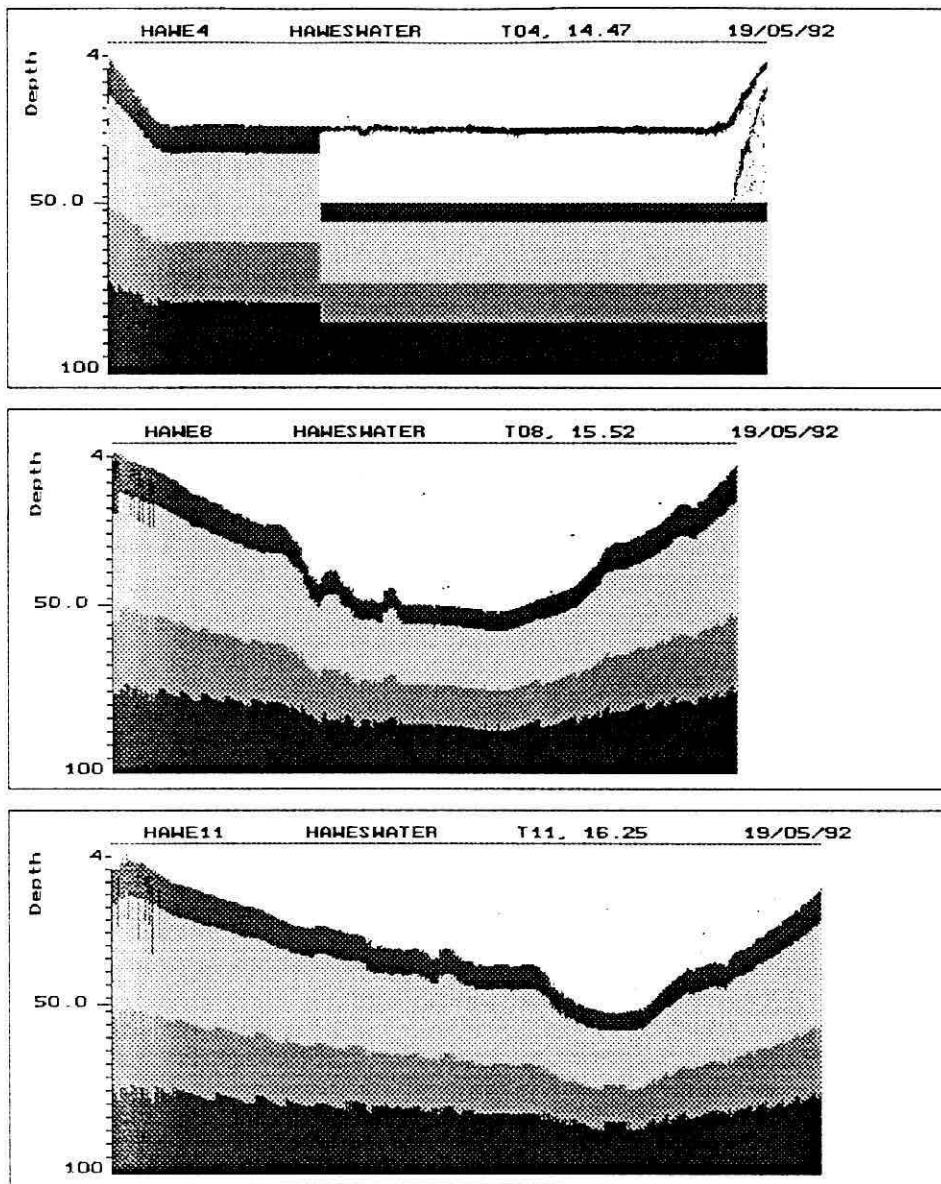 HAWE4 HAWESWATER T04, 14.47 19/05/92
Depth
4
50.0
100
HAWE8 HAWESWATER T08, 15.52 19/05/92
Depth
4
50.0
100
HAWE11 HAWESWATER T11, 16.25 19/05/92
Depth
4
50.0
100